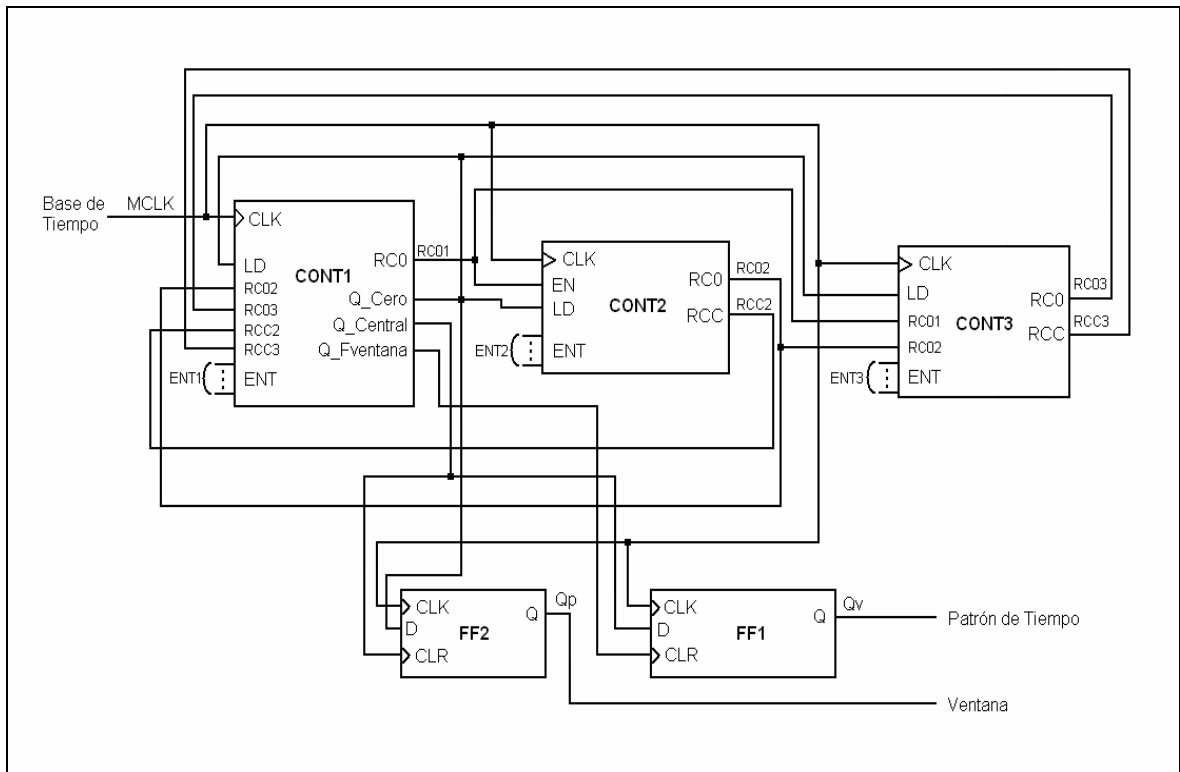 Base de
Tiempo
MCLK
CLK
LD
RC02
RC03
RCC2
RCC3
ENT1
ENT
CONT1
RC0
Q_Cero
Q_Central
Q_Fventana
RC01
CLK
EN
LD
ENT2
ENT
CONT2
RC0
RCC
RC02
RCC2
CLK
LD
RC01
RC02
ENT3
ENT
CONT3
RC0
RCC
RC03
RCC3
CLK
D
CLR
FF2
Q
Qp
CLK
D
CLR
FF1
Q
Qv
Patrón de Tiempo
Ventana